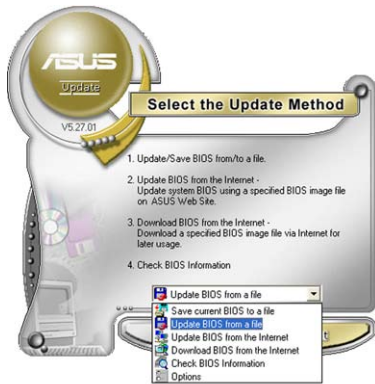 ASUS
Update
V5.27.01
Select the Update Method
1. Update/Save BIOS from/to a file.
2. Update BIOS from the Internet -
Update system BIOS using a specified BIOS image file
on ASUS Web Site.
3. Download BIOS from the Internet -
Download a specified BIOS image file via Internet for
later usage.
4. Check BIOS Information
Update BIOS from a file
Save current BIOS to a file
Update BIOS from a file
Update BIOS from the Internet
Download BIOS from the Internet
Check BIOS Information
Options